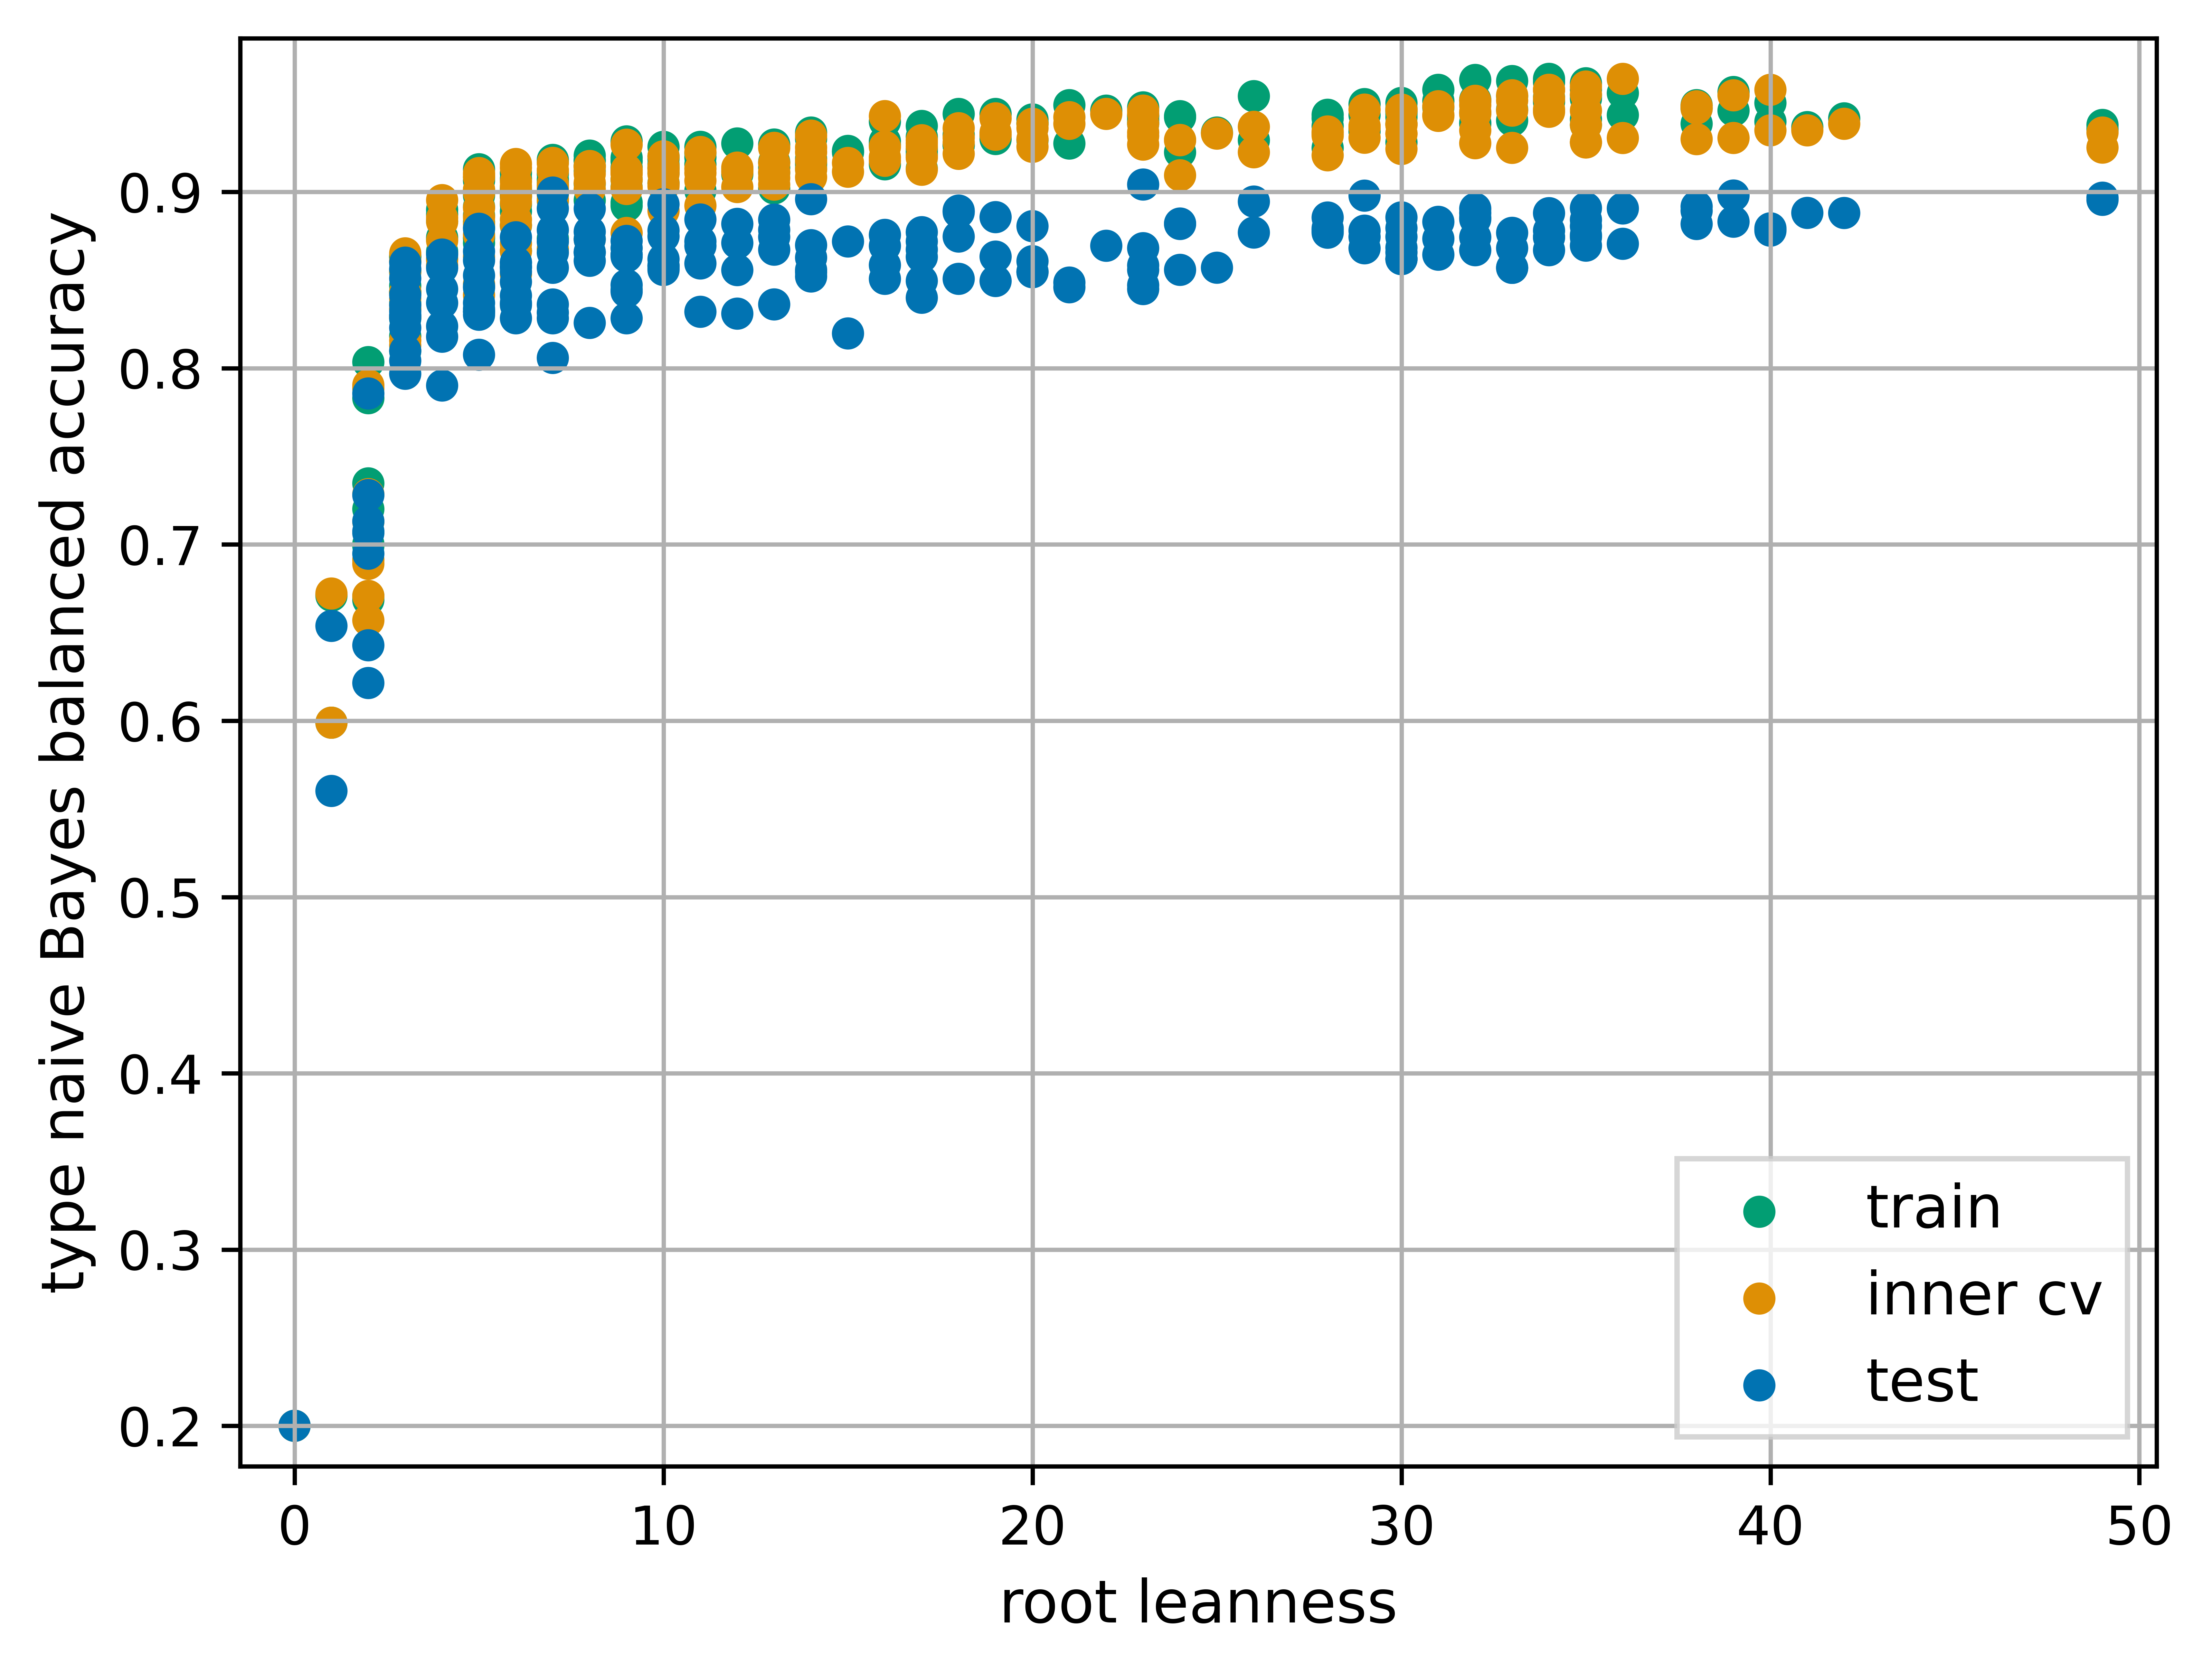 type naive Bayes balanced accuracy
0.9
0.8
0.7
0.6
0.5
0.4
0.3
0.2
train
inner cv
test
0 10 20 30 40 50
root leanness